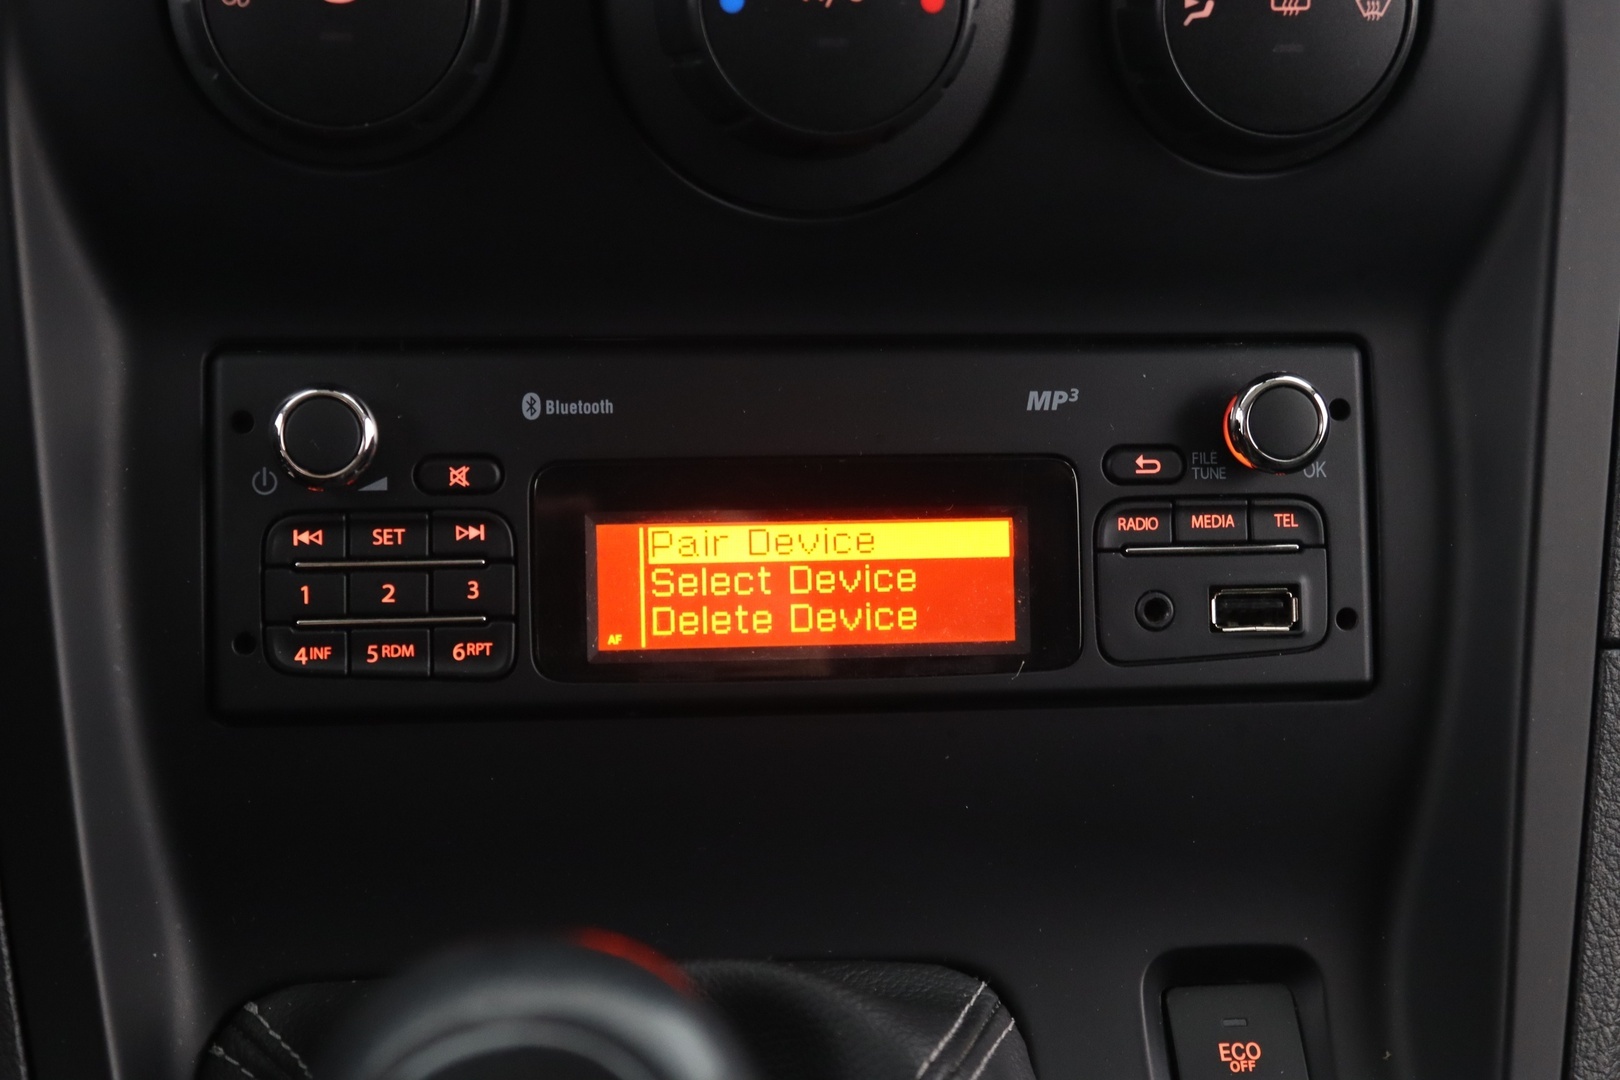 Bluetooth
MP3
FILE
TUNE
OK
SET
RADIO
MEDIA
TEL
1
2
3
4INF
5RDM
6RPT
Pair Device
Select Device
Delete Device
AF
ECO
OFF